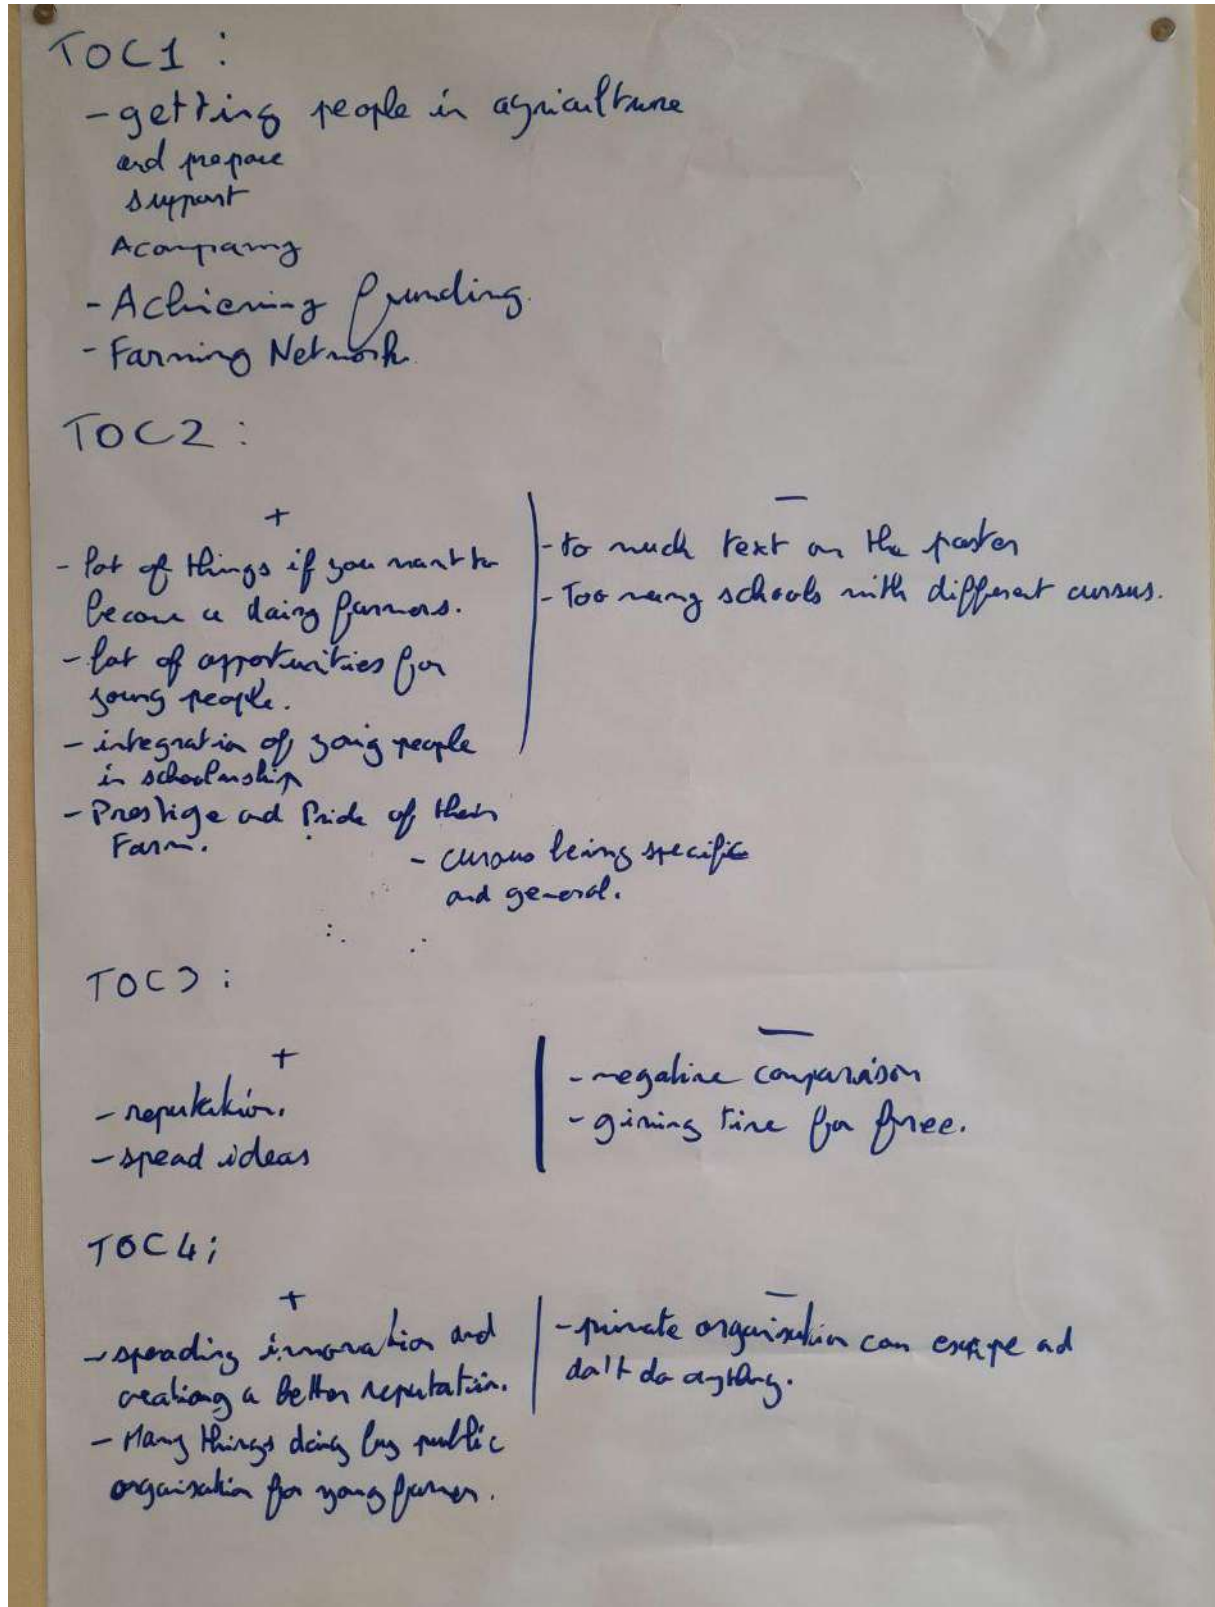 TOC1 :
- getting people in agriculture
and prepare
support
Acompaning
- Achieving funding.
- Farming Network
TOC2 :
+
- lot of things if you want to
become a dairy farmers.
- lot of opportunities for
young people.
- integration of young people
in schoolarship
- Prestige and Pride of their
Farm.
- cursus being specific
and general.
-
- to much text on the poster
- Too many schools with different cursus.
TOC3 :
+
- reputation.
- spread ideas
-
- negative comparaison
- giving time for free.
TOC4 ;
+
- spreading innovation and
creating a better reputation.
- Many things doing by public
organisation for young farmer.
-
- private organisation can escape and
don't do anything.